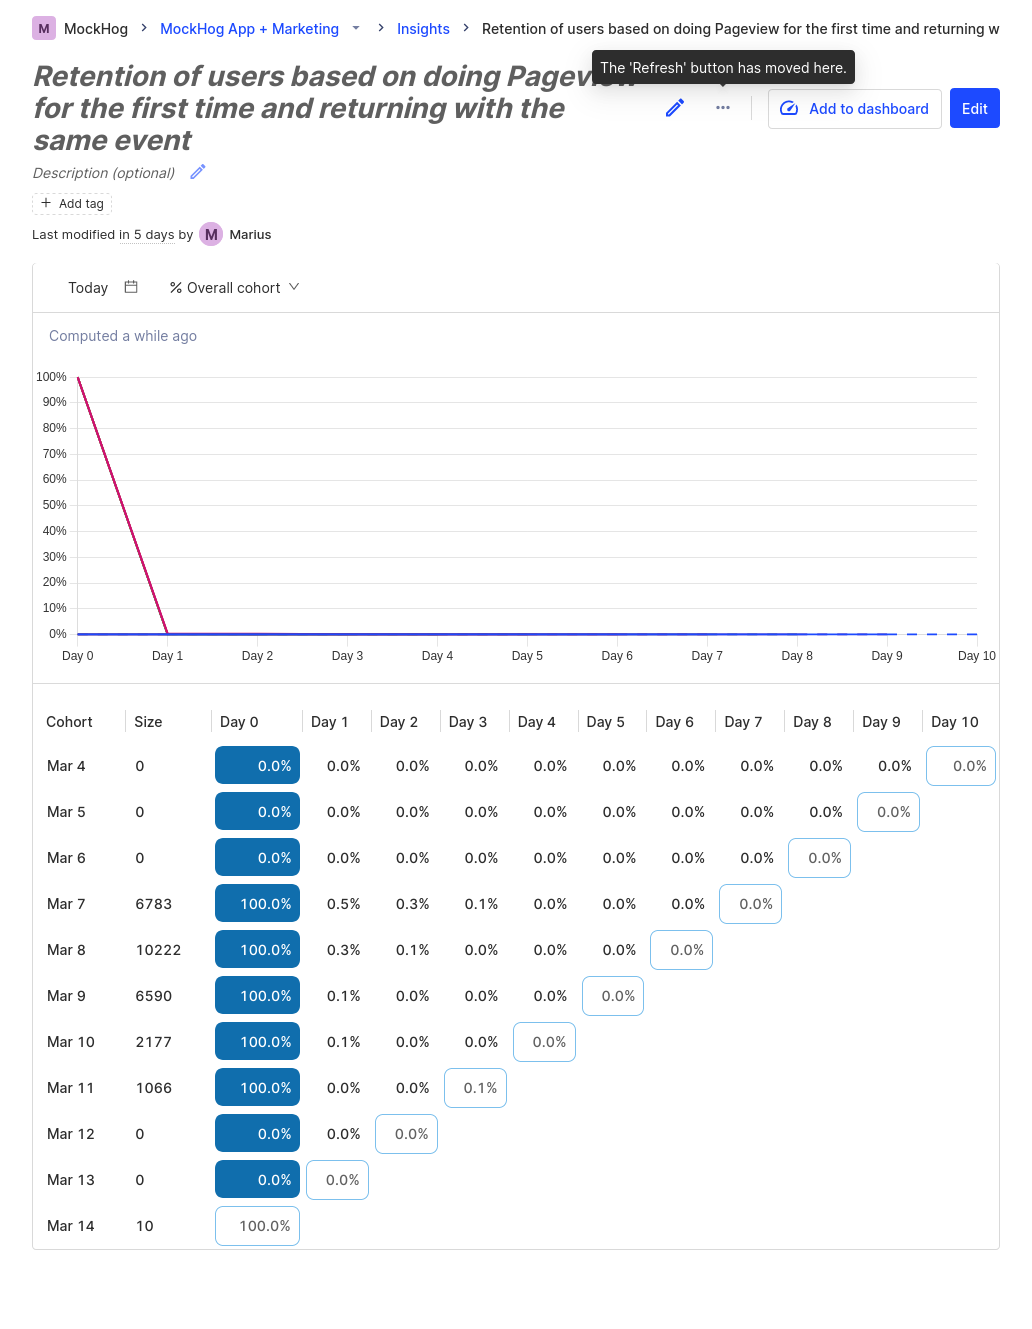 M MockHog > MockHog App + Marketing > Insights > Retention of users based on doing Pageview for the first time and returning w
The 'Refresh' button has moved here.
Retention of users based on doing Pageview
for the first time and returning with the
same event
Add to dashboard Edit
Description (optional)
+ Add tag
Last modified in 5 days by M Marius
Today % Overall cohort
Computed a while ago
100%
90%
80%
70%
60%
50%
40%
30%
20%
10%
0%
Day 0 Day 1 Day 2 Day 3 Day 4 Day 5 Day 6 Day 7 Day 8 Day 9 Day 10
Cohort Size Day 0 Day 1 Day 2 Day 3 Day 4 Day 5 Day 6 Day 7 Day 8 Day 9 Day 10
Mar 4 0 0.0% 0.0% 0.0% 0.0% 0.0% 0.0% 0.0% 0.0% 0.0% 0.0% 0.0%
Mar 5 0 0.0% 0.0% 0.0% 0.0% 0.0% 0.0% 0.0% 0.0% 0.0% 0.0%
Mar 6 0 0.0% 0.0% 0.0% 0.0% 0.0% 0.0% 0.0% 0.0% 0.0%
Mar 7 6783 100.0% 0.5% 0.3% 0.1% 0.0% 0.0% 0.0% 0.0%
Mar 8 10222 100.0% 0.3% 0.1% 0.0% 0.0% 0.0% 0.0%
Mar 9 6590 100.0% 0.1% 0.0% 0.0% 0.0% 0.0%
Mar 10 2177 100.0% 0.1% 0.0% 0.0% 0.0%
Mar 11 1066 100.0% 0.0% 0.0% 0.1%
Mar 12 0 0.0% 0.0% 0.0%
Mar 13 0 0.0% 0.0%
Mar 14 10 100.0%